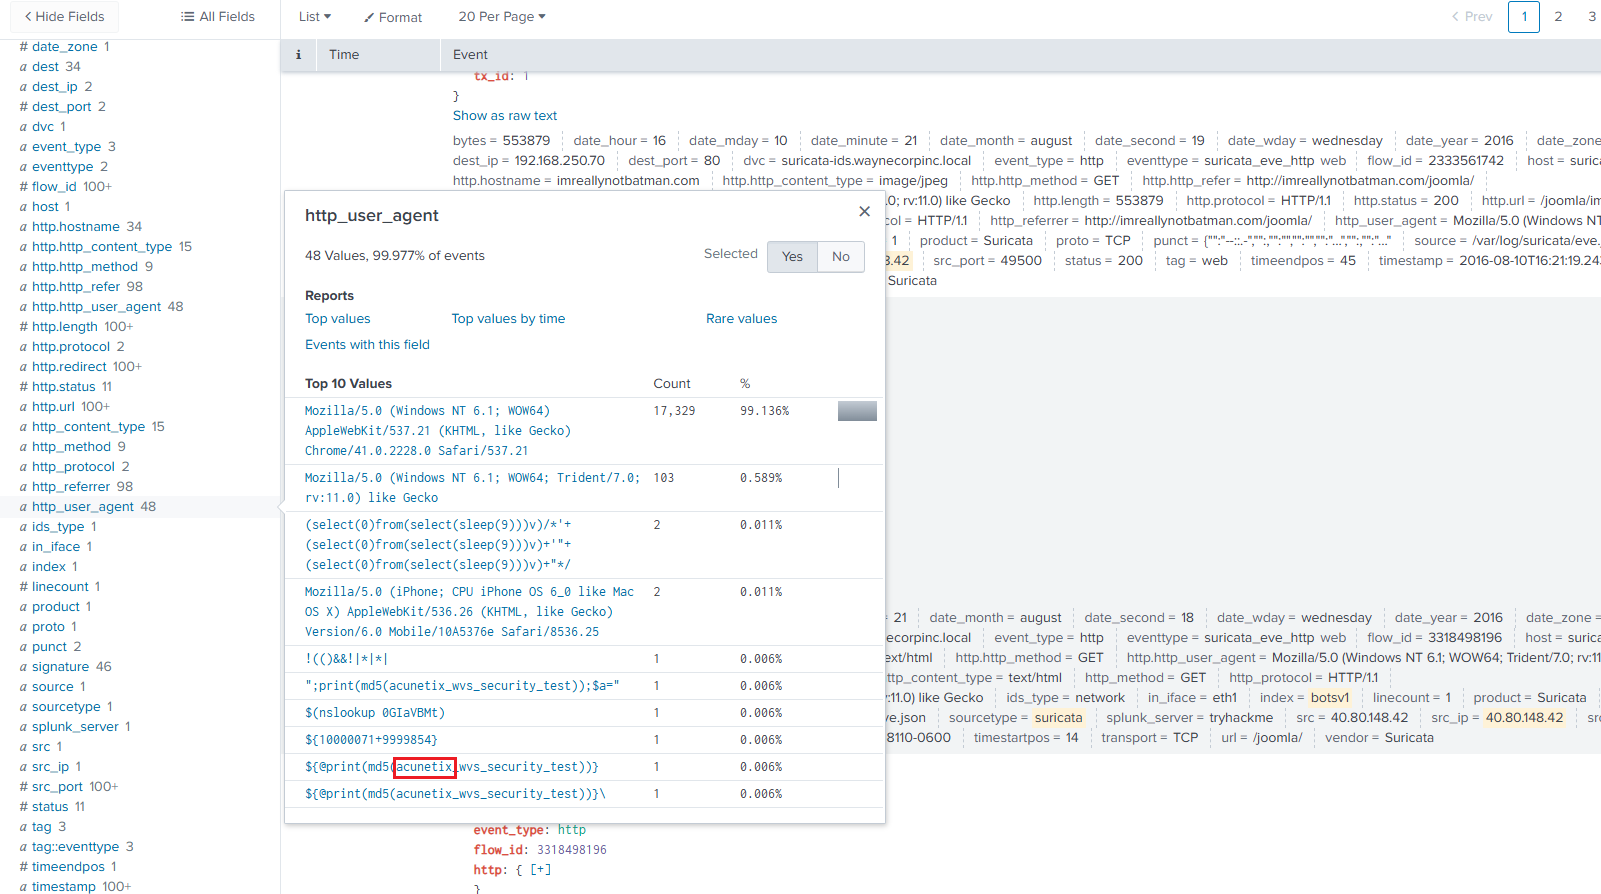 Hide Fields
All Fields
List
Format
20 Per Page
Prev
1
2
3
i
Time
Event
# date_zone 1
a dest 34
a dest_ip 2
# dest_port 2
a dvc 1
a event_type 3
a eventtype 2
# flow_id 100+
a host 1
a http.hostname 34
a http.http_content_type 15
a http.http_method 9
a http.http_refer 98
a http.http_user_agent 48
# http.length 100+
a http.protocol 2
a http.redirect 100+
# http.status 11
a http.url 100+
a http_content_type 15
a http_method 9
a http_protocol 2
a http_referrer 98
a http_user_agent 48
a ids_type 1
a in_iface 1
a index 1
# linecount 1
a product 1
a proto 1
a punct 2
a signature 46
a source 1
a sourcetype 1
a splunk_server 1
a src 1
a src_ip 1
# src_port 100+
# status 11
a tag 3
a tag::eventtype 3
# timeendpos 1
a timestamp 100+
tx_id: 1
}
Show as raw text
bytes = 553879 date_hour = 16 date_mday = 10 date_minute = 21 date_month = august date_second = 19 date_wday = wednesday date_year = 2016 date_zone
dest_ip = 192.168.250.70 dest_port = 80 dvc = suricata-ids.waynecorpinc.local event_type = http eventtype = suricata_eve_http web flow_id = 2333561742 host = surica
http.hostname = imreallynotbatman.com http.http_content_type = image/jpeg http.http_method = GET http.http_refer = http://imreallynotbatman.com/joomla/
.0; rv:11.0) like Gecko http.length = 553879 http.protocol = HTTP/1.1 http.status = 200 http.url = /joomla/im
ol = HTTP/1.1 http_referrer = http://imreallynotbatman.com/joomla/ http_user_agent = Mozilla/5.0 (Windows NT
1 product = Suricata proto = TCP punct = {"":"--::.-","":,"":"","":"","":"...","":,"":"..." source = /var/log/suricata/eve.j
3.42 src_port = 49500 status = 200 tag = web timeendpos = 45 timestamp = 2016-08-10T16:21:19.243
Suricata
http_user_agent
48 Values, 99.977% of events
Selected
Yes
No
Reports
Top values
Top values by time
Rare values
Events with this field
Top 10 Values Count %
Mozilla/5.0 (Windows NT 6.1; WOW64) 17,329 99.136%
AppleWebKit/537.21 (KHTML, like Gecko)
Chrome/41.0.2228.0 Safari/537.21
Mozilla/5.0 (Windows NT 6.1; WOW64; Trident/7.0; 103 0.589%
rv:11.0) like Gecko
(select(0)from(select(sleep(9)))v)/*'+ 2 0.011%
(select(0)from(select(sleep(9)))v)+'"+
(select(0)from(select(sleep(9)))v)+"*/
Mozilla/5.0 (iPhone; CPU iPhone OS 6_0 like Mac 2 0.011%
OS X) AppleWebKit/536.26 (KHTML, like Gecko)
Version/6.0 Mobile/10A5376e Safari/8536.25
!(()&&!|*|*| 1 0.006%
";print(md5(acunetix_wvs_security_test));$a=" 1 0.006%
$(nslookup 0GIaVBMt) 1 0.006%
${10000071+9999854} 1 0.006%
${@print(md5(acunetix_wvs_security_test))} 1 0.006%
${@print(md5(acunetix_wvs_security_test))}\ 1 0.006%
21 date_month = august date_second = 18 date_wday = wednesday date_year = 2016 date_zone =
ecorpinc.local event_type = http eventtype = suricata_eve_http web flow_id = 3318498196 host = surica
ext/html http.http_method = GET http.http_user_agent = Mozilla/5.0 (Windows NT 6.1; WOW64; Trident/7.0; rv:11
ttp_content_type = text/html http_method = GET http_protocol = HTTP/1.1
v:11.0) like Gecko ids_type = network in_iface = eth1 index = botsv1 linecount = 1 product = Suricata
e.json sourcetype = suricata splunk_server = tryhackme src = 40.80.148.42 src_ip = 40.80.148.42 src
8110-0600 timestartpos = 14 transport = TCP url = /joomla/ vendor = Suricata
event_type: http
flow_id: 3318498196
http: { [+]
}